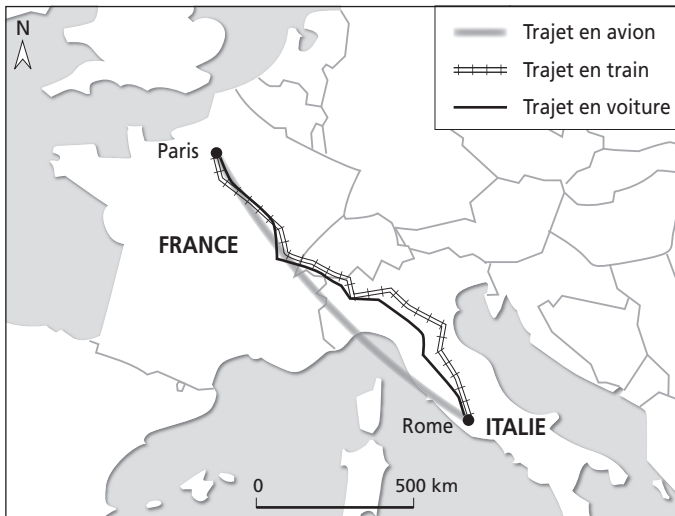 N
Trajet en avion
Trajet en train
Trajet en voiture
Paris
FRANCE
Rome
ITALIE
0 500 km